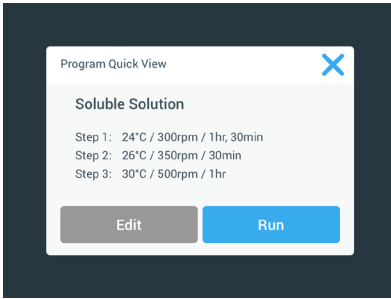 Program Quick View
Soluble Solution
Step 1: 24°C / 300rpm / 1hr, 30min
Step 2: 26°C / 350rpm / 30min
Step 3: 30°C / 500rpm / 1hr
Edit Run